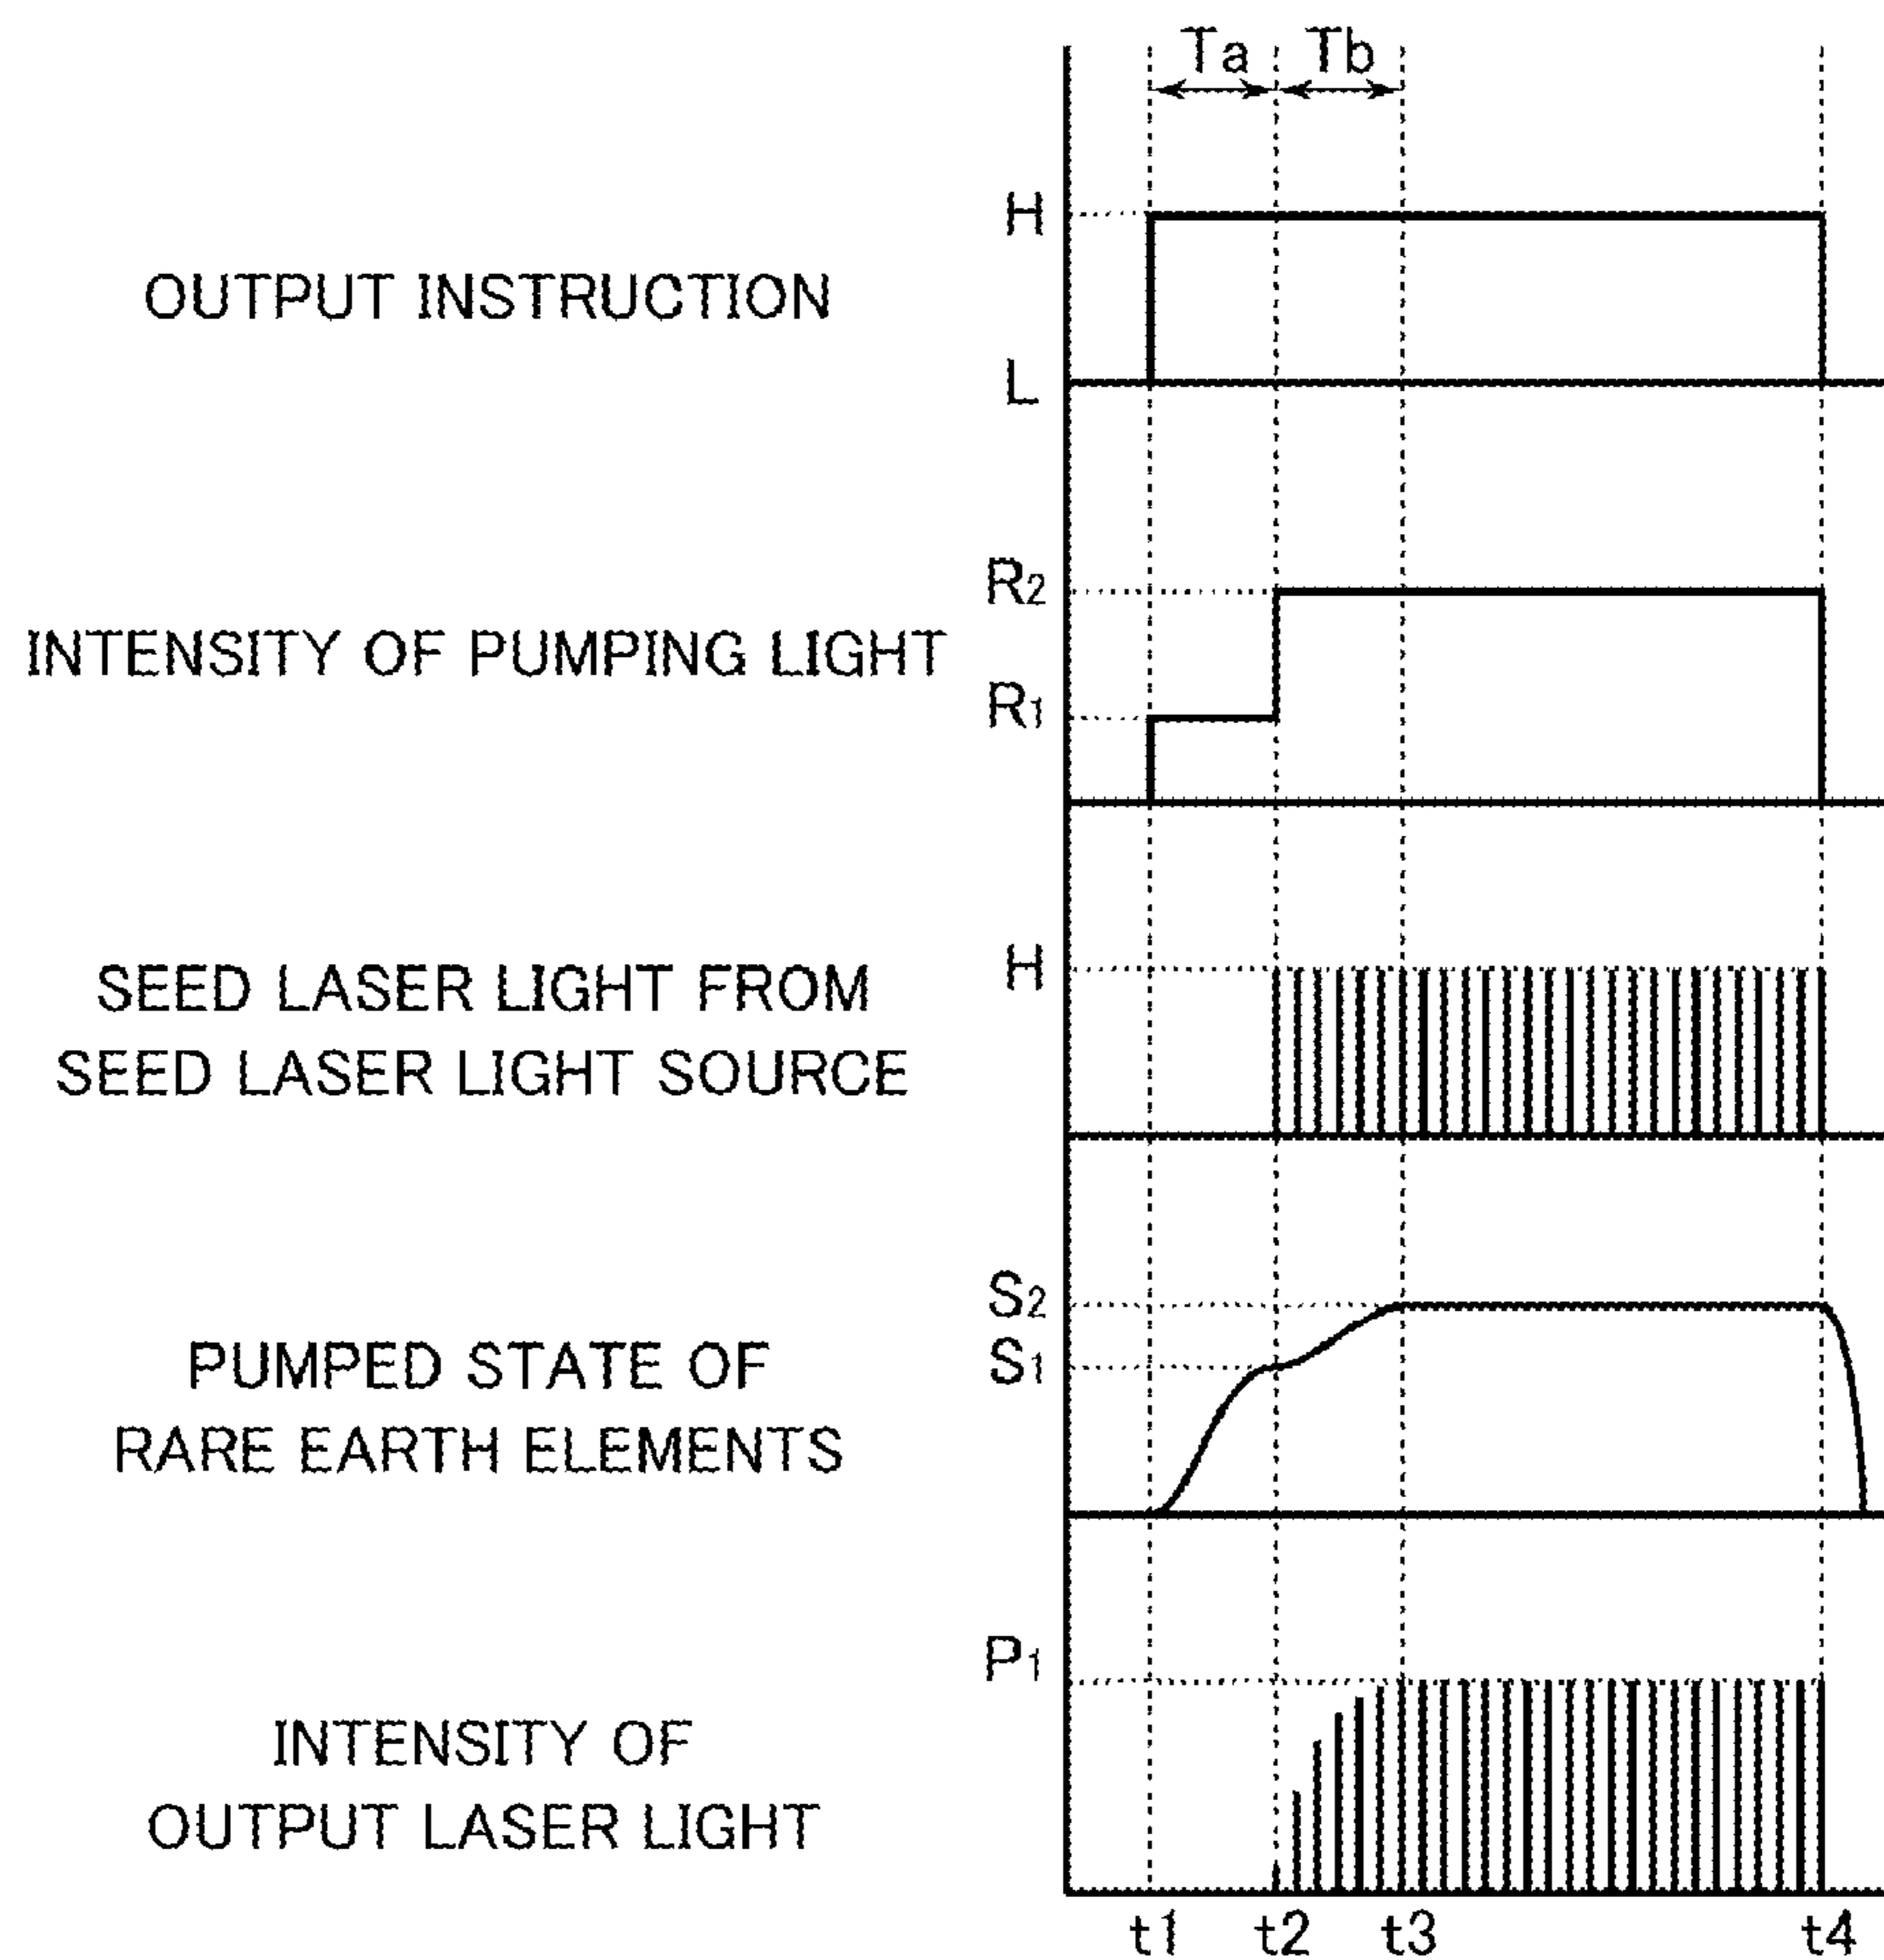 Ta Tb
H
OUTPUT INSTRUCTION
L
R2
INTENSITY OF PUMPING LIGHT
R1
H
SEED LASER LIGHT FROM
SEED LASER LIGHT SOURCE
S2
S1
PUMPED STATE OF
RARE EARTH ELEMENTS
P1
INTENSITY OF
OUTPUT LASER LIGHT
t1 t2 t3 t4